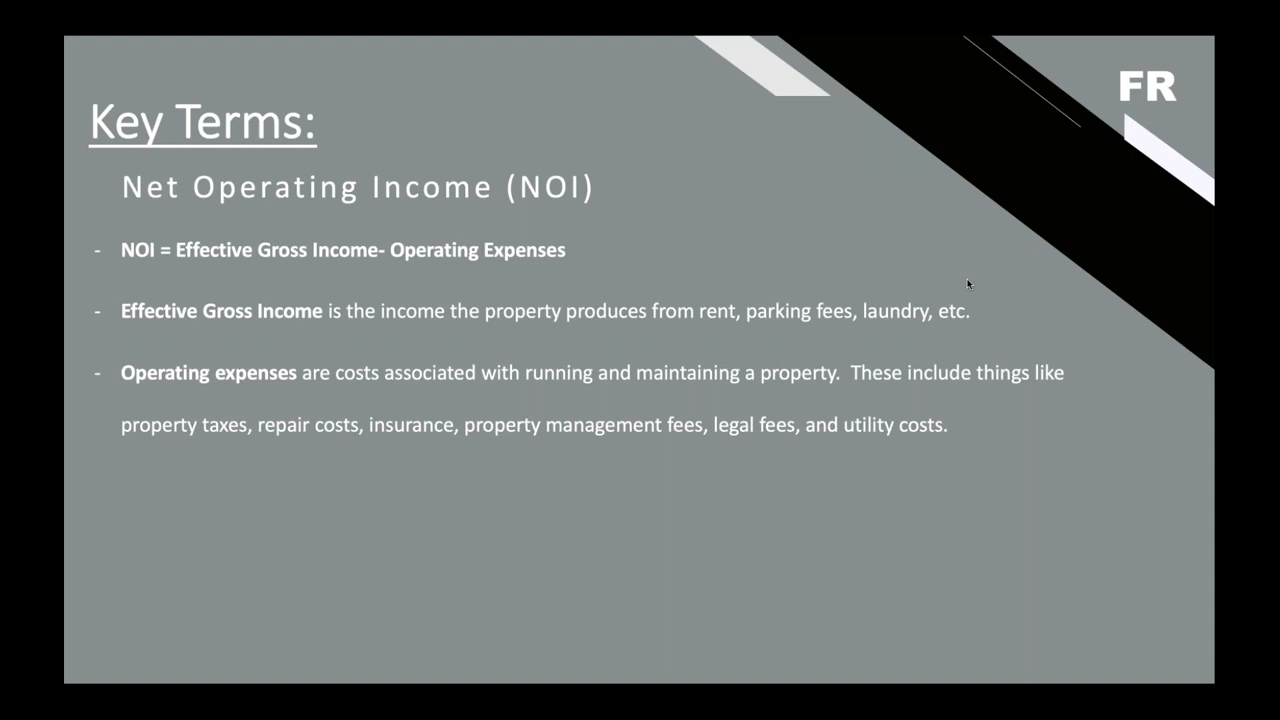 FR
Key Terms:
Net Operating Income (NOI)
- NOI = Effective Gross Income- Operating Expenses
- Effective Gross Income is the income the property produces from rent, parking fees, laundry, etc.
- Operating expenses are costs associated with running and maintaining a property.  These include things like
property taxes, repair costs, insurance, property management fees, legal fees, and utility costs.